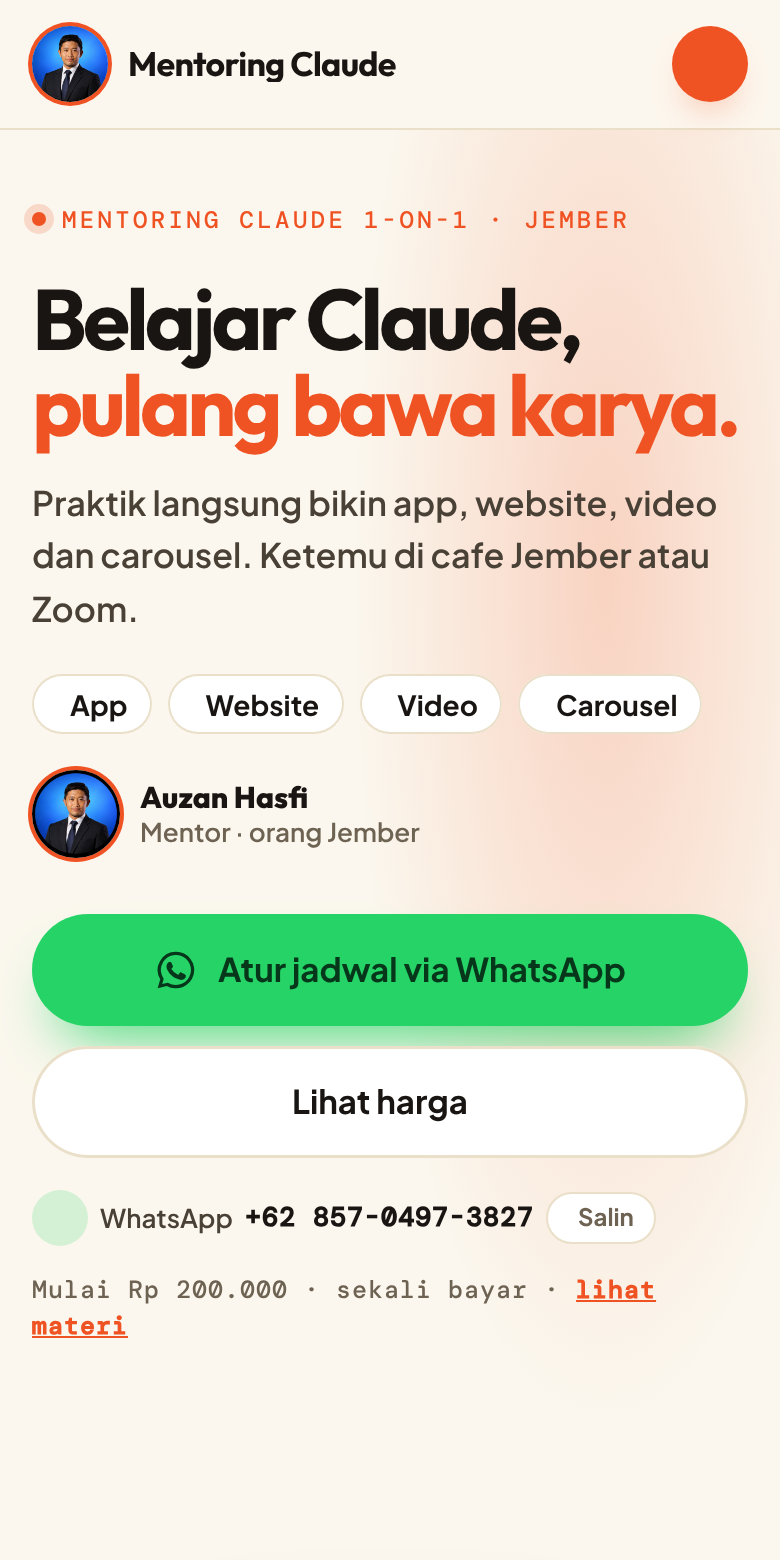 Mentoring Claude
MENTORING CLAUDE 1-ON-1 · JEMBER
Belajar Claude,
pulang bawa karya.
Praktik langsung bikin app, website, video
dan carousel. Ketemu di cafe Jember atau
Zoom.
App Website Video Carousel
Auzan Hasfi
Mentor · orang Jember
Atur jadwal via WhatsApp
Lihat harga
WhatsApp +62 857-0497-3827 Salin
Mulai Rp 200.000 · sekali bayar · lihat
materi